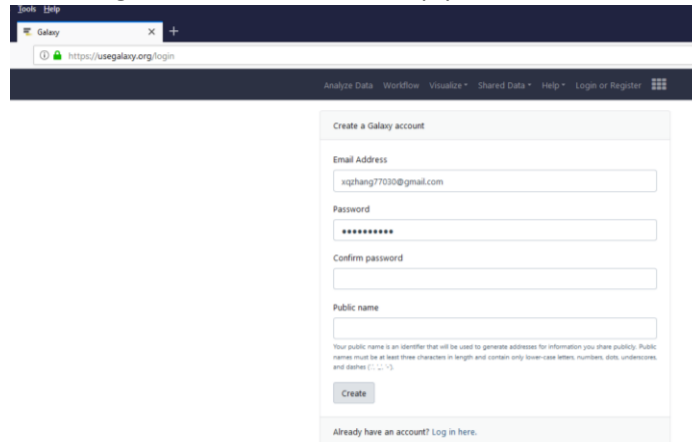 Tools Help
Galaxy
https://usegalaxy.org/login
Analyze Data Workflow Visualize Shared Data Help Login or Register
Create a Galaxy account
Email Address
xqzhang77030@gmail.com
Password
Confirm password
Public name
Your public name is an identifier that will be used to generate addresses for information you share publicly. Public
names must be at least three characters in length and contain only lower-case letters, numbers, dots, underscores,
and dashes ('.', '_', '-').
Create
Already have an account? Log in here.